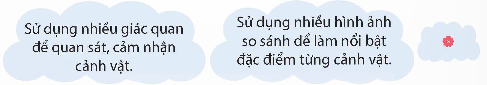 Sử dụng nhiều giác quan
để quan sát, cảm nhận
cảnh vật.
Sử dụng nhiều hình ảnh
so sánh để làm nổi bật
đặc điểm từng cảnh vật.